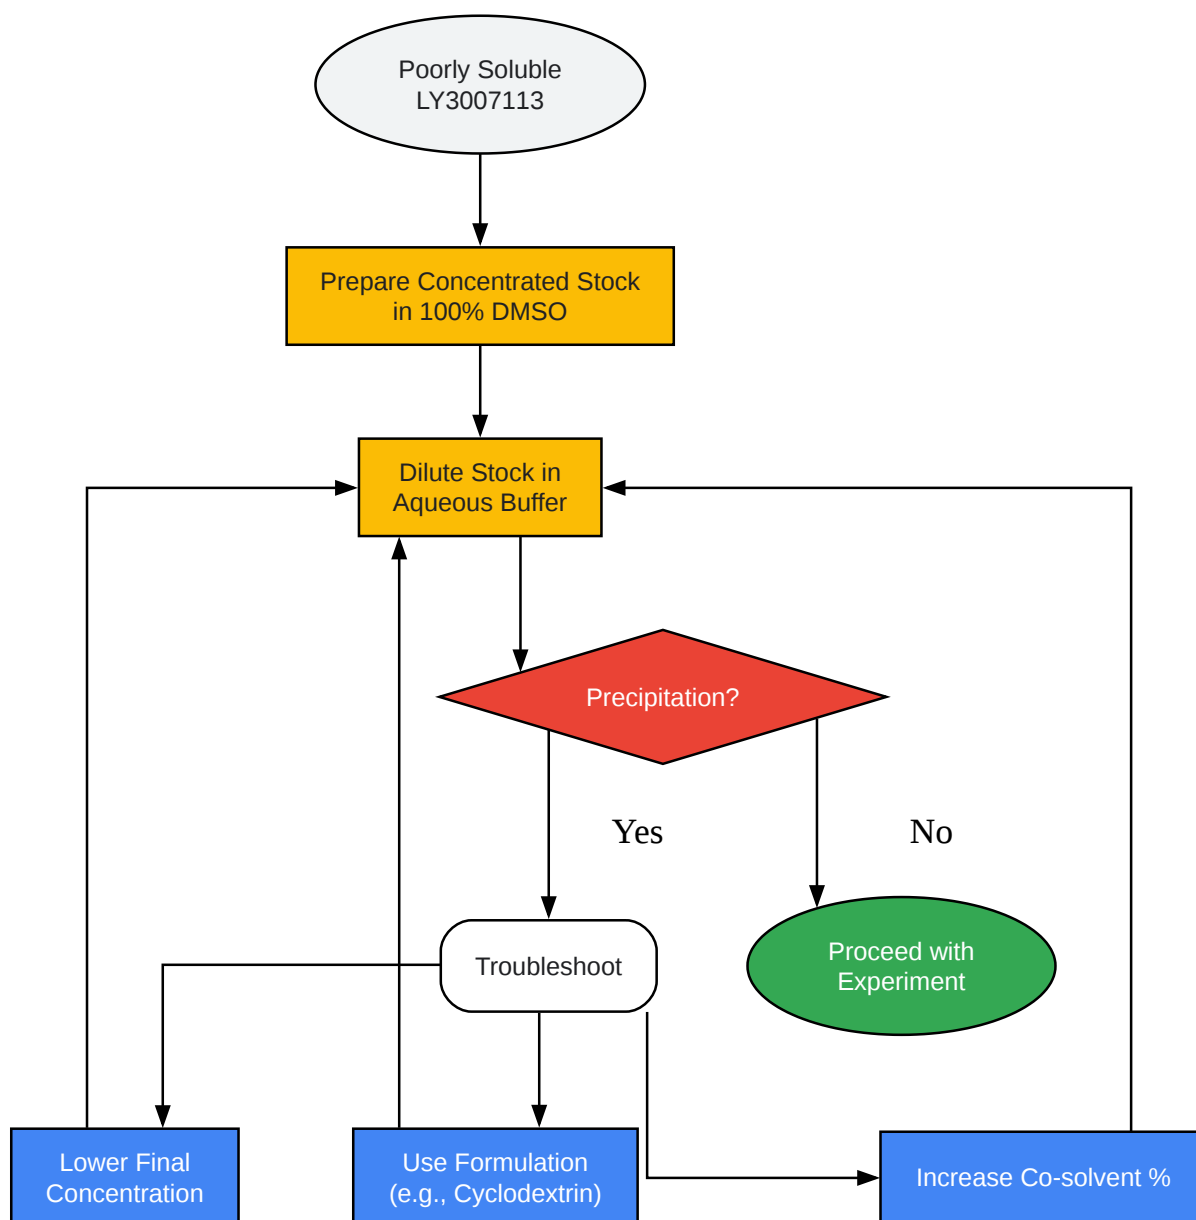 Poorly Soluble
LY3007113
Prepare Concentrated Stock
in 100% DMSO
Dilute Stock in
Aqueous Buffer
Precipitation?
Yes
No
Troubleshoot
Proceed with
Experiment
Lower Final
Concentration
Use Formulation
(e.g., Cyclodextrin)
Increase Co-solvent %